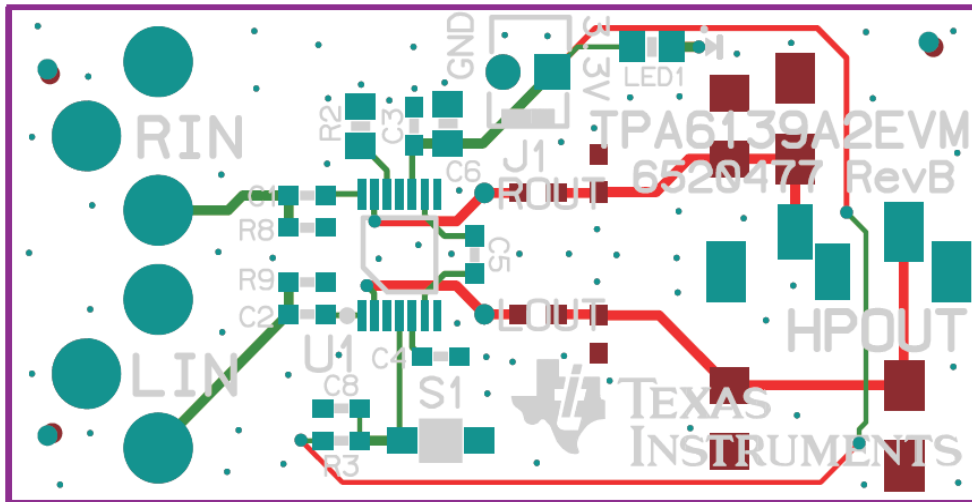 GND
3.3V
LED1
R2
C3
TPA6139A2EVM
RIN
J1
C6
6520477 RevB
C1
ROUT
R8
C5
R9
C2
LOUT
HPOUT
U1
C4
LIN
C8
S1
TEXAS
INSTRUMENTS
R3